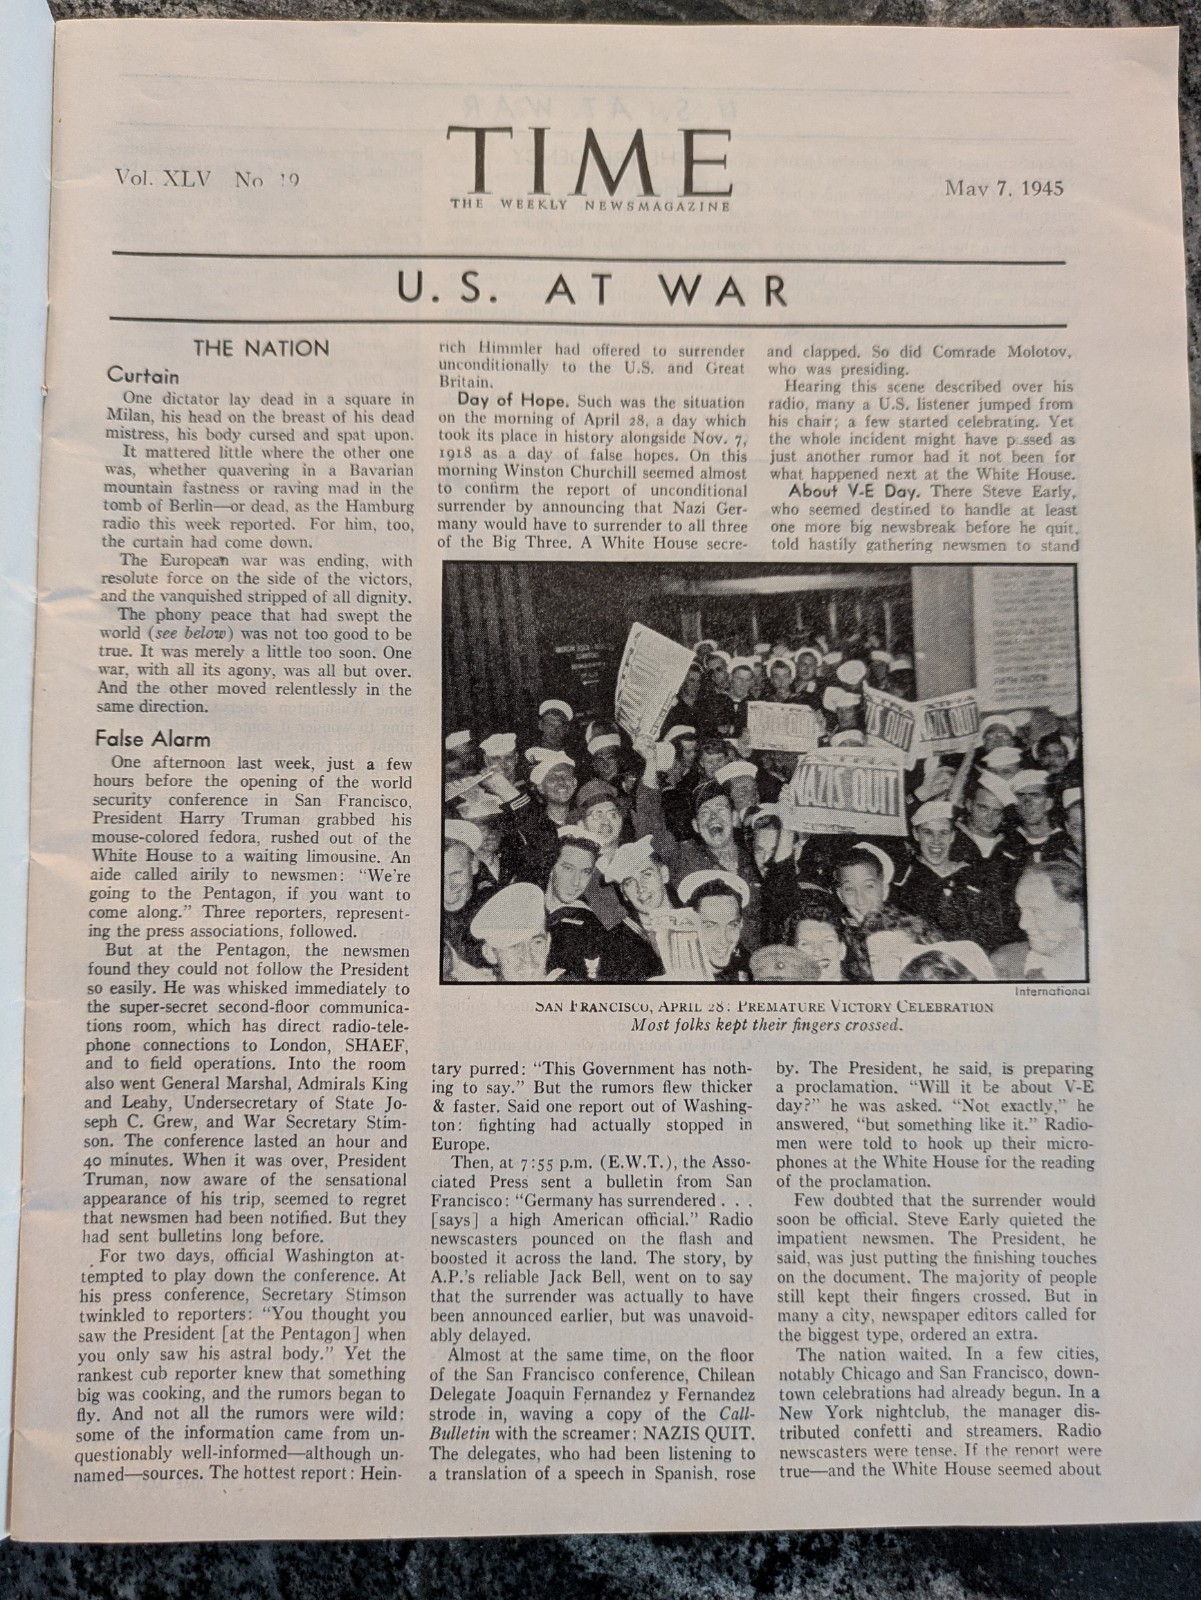 TIME
THE WEEKLY NEWSMAGAZINE
Vol. XLV No. 19
May 7, 1945
U.S. AT WAR
THE NATION
Curtain
One dictator lay dead in a square in
Milan, his head on the breast of his dead
mistress, his body cursed and spat upon.
It mattered little where the other one
was, whether quavering in a Bavarian
mountain fastness or raving mad in the
tomb of Berlin—or dead, as the Hamburg
radio this week reported. For him, too,
the curtain had come down.
The European war was ending, with
resolute force on the side of the victors,
and the vanquished stripped of all dignity.
The phony peace that had swept the
world (see below) was not too good to be
true. It was merely a little too soon. One
war, with all its agony, was all but over.
And the other moved relentlessly in the
same direction.
False Alarm
One afternoon last week, just a few
hours before the opening of the world
security conference in San Francisco,
President Harry Truman grabbed his
mouse-colored fedora, rushed out of the
White House to a waiting limousine. An
aide called airily to newsmen: "We're
going to the Pentagon, if you want to
come along." Three reporters, represent-
ing the press associations, followed.
But at the Pentagon, the newsmen
found they could not follow the President
so easily. He was whisked immediately to
the super-secret second-floor communica-
tions room, which has direct radio-tele-
phone connections to London, SHAEF,
and to field operations. Into the room
also went General Marshal, Admirals King
and Leahy, Undersecretary of State Jo-
seph C. Grew, and War Secretary Stim-
son. The conference lasted an hour and
40 minutes. When it was over, President
Truman, now aware of the sensational
appearance of his trip, seemed to regret
that newsmen had been notified. But they
had sent bulletins long before.
For two days, official Washington at-
tempted to play down the conference. At
his press conference, Secretary Stimson
twinkled to reporters: "You thought you
saw the President [at the Pentagon] when
you only saw his astral body." Yet the
rankest cub reporter knew that something
big was cooking, and the rumors began to
fly. And not all the rumors were wild:
some of the information came from un-
questionably well-informed—although un-
named—sources. The hottest report: Hein-
rich Himmler had offered to surrender
unconditionally to the U.S. and Great
Britain.
Day of Hope. Such was the situation
on the morning of April 28, a day which
took its place in history alongside Nov. 7,
1918 as a day of false hopes. On this
morning Winston Churchill seemed almost
to confirm the report of unconditional
surrender by announcing that Nazi Ger-
many would have to surrender to all three
of the Big Three. A White House secre-
NAZIS QUIT
NAZIS QUIT
International
SAN FRANCISCO, APRIL 28: PREMATURE VICTORY CELEBRATION
Most folks kept their fingers crossed.
tary purred: "This Government has noth-
ing to say." But the rumors flew thicker
& faster. Said one report out of Washing-
ton: fighting had actually stopped in
Europe.
Then, at 7:55 p.m. (E.W.T.), the Asso-
ciated Press sent a bulletin from San
Francisco: "Germany has surrendered . . .
[says] a high American official." Radio
newscasters pounced on the flash and
boosted it across the land. The story, by
A.P.'s reliable Jack Bell, went on to say
that the surrender was actually to have
been announced earlier, but was unavoid-
ably delayed.
Almost at the same time, on the floor
of the San Francisco conference, Chilean
Delegate Joaquin Fernandez y Fernandez
strode in, waving a copy of the Call-
Bulletin with the screamer: NAZIS QUIT.
The delegates, who had been listening to
a translation of a speech in Spanish, rose
and clapped. So did Comrade Molotov,
who was presiding.
Hearing this scene described over his
radio, many a U.S. listener jumped from
his chair; a few started celebrating. Yet
the whole incident might have passed as
just another rumor had it not been for
what happened next at the White House.
About V-E Day. There Steve Early,
who seemed destined to handle at least
one more big newsbreak before he quit,
told hastily gathering newsmen to stand
by. The President, he said, is preparing
a proclamation. "Will it be about V-E
day?" he was asked. "Not exactly," he
answered, "but something like it." Radio-
men were told to hook up their micro-
phones at the White House for the reading
of the proclamation.
Few doubted that the surrender would
soon be official. Steve Early quieted the
impatient newsmen. The President, he
said, was just putting the finishing touches
on the document. The majority of people
still kept their fingers crossed. But in
many a city, newspaper editors called for
the biggest type, ordered an extra.
The nation waited. In a few cities,
notably Chicago and San Francisco, down-
town celebrations had already begun. In a
New York nightclub, the manager dis-
tributed confetti and streamers. Radio
newscasters were tense. If the report were
true—and the White House seemed about